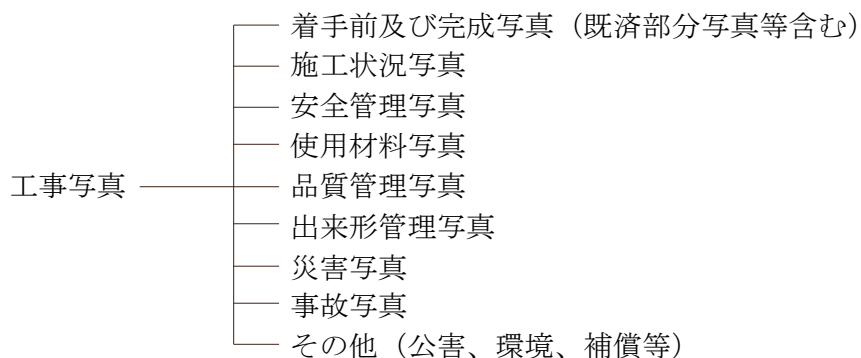 工事写真
着手前及び完成写真（既済部分写真等含む）
施工状況写真
安全管理写真
使用材料写真
品質管理写真
出来形管理写真
災害写真
事故写真
その他（公害、環境、補償等）